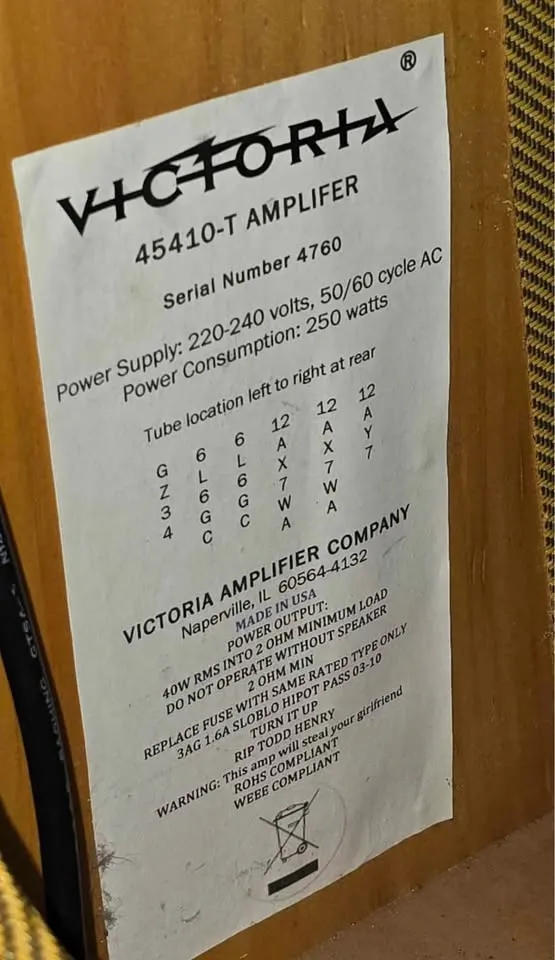 VICTORIA ®
45410-T AMPLIFER
Serial Number 4760
Power Supply: 220-240 volts, 50/60 cycle AC
Power Consumption: 250 watts
Tube location left to right at rear
G 6 6 12 12 12
Z L L A A A
3 6 6 X X Y
4 G G 7 7 7
C C W W
A A
VICTORIA AMPLIFIER COMPANY
Naperville, IL 60564-4132
MADE IN USA
POWER OUTPUT:
40W RMS INTO 2 OHM MINIMUM LOAD
DO NOT OPERATE WITHOUT SPEAKER
2 OHM MIN
REPLACE FUSE WITH SAME RATED TYPE ONLY
3AG 1.6A SLOBLO HIPOT PASS 03-10
TURN IT UP
RIP TODD HENRY
WARNING: This amp will steal your girlfriend
ROHS COMPLIANT
WEEE COMPLIANT